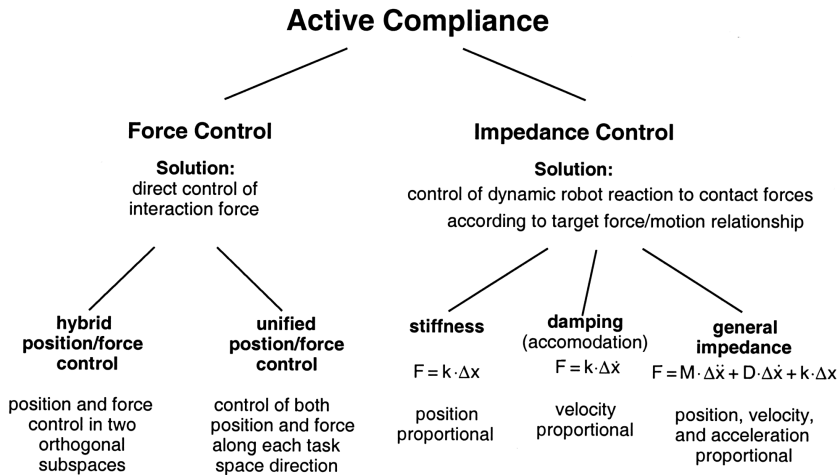 Active Compliance
Force Control
Solution:
direct control of
interaction force
Impedance Control
Solution:
control of dynamic robot reaction to contact forces
according to target force/motion relationship
hybrid
position/force
control
position and force
control in two
orthogonal
subspaces
unified
postion/force
control
control of both
position and force
along each task
space direction
stiffness
F = k·Δx
position
proportional
damping
(accomodation)
F = k·Δẋ
velocity
proportional
general
impedance
F = M·Δẍ + D·Δẋ + k·Δx
position, velocity,
and acceleration
proportional